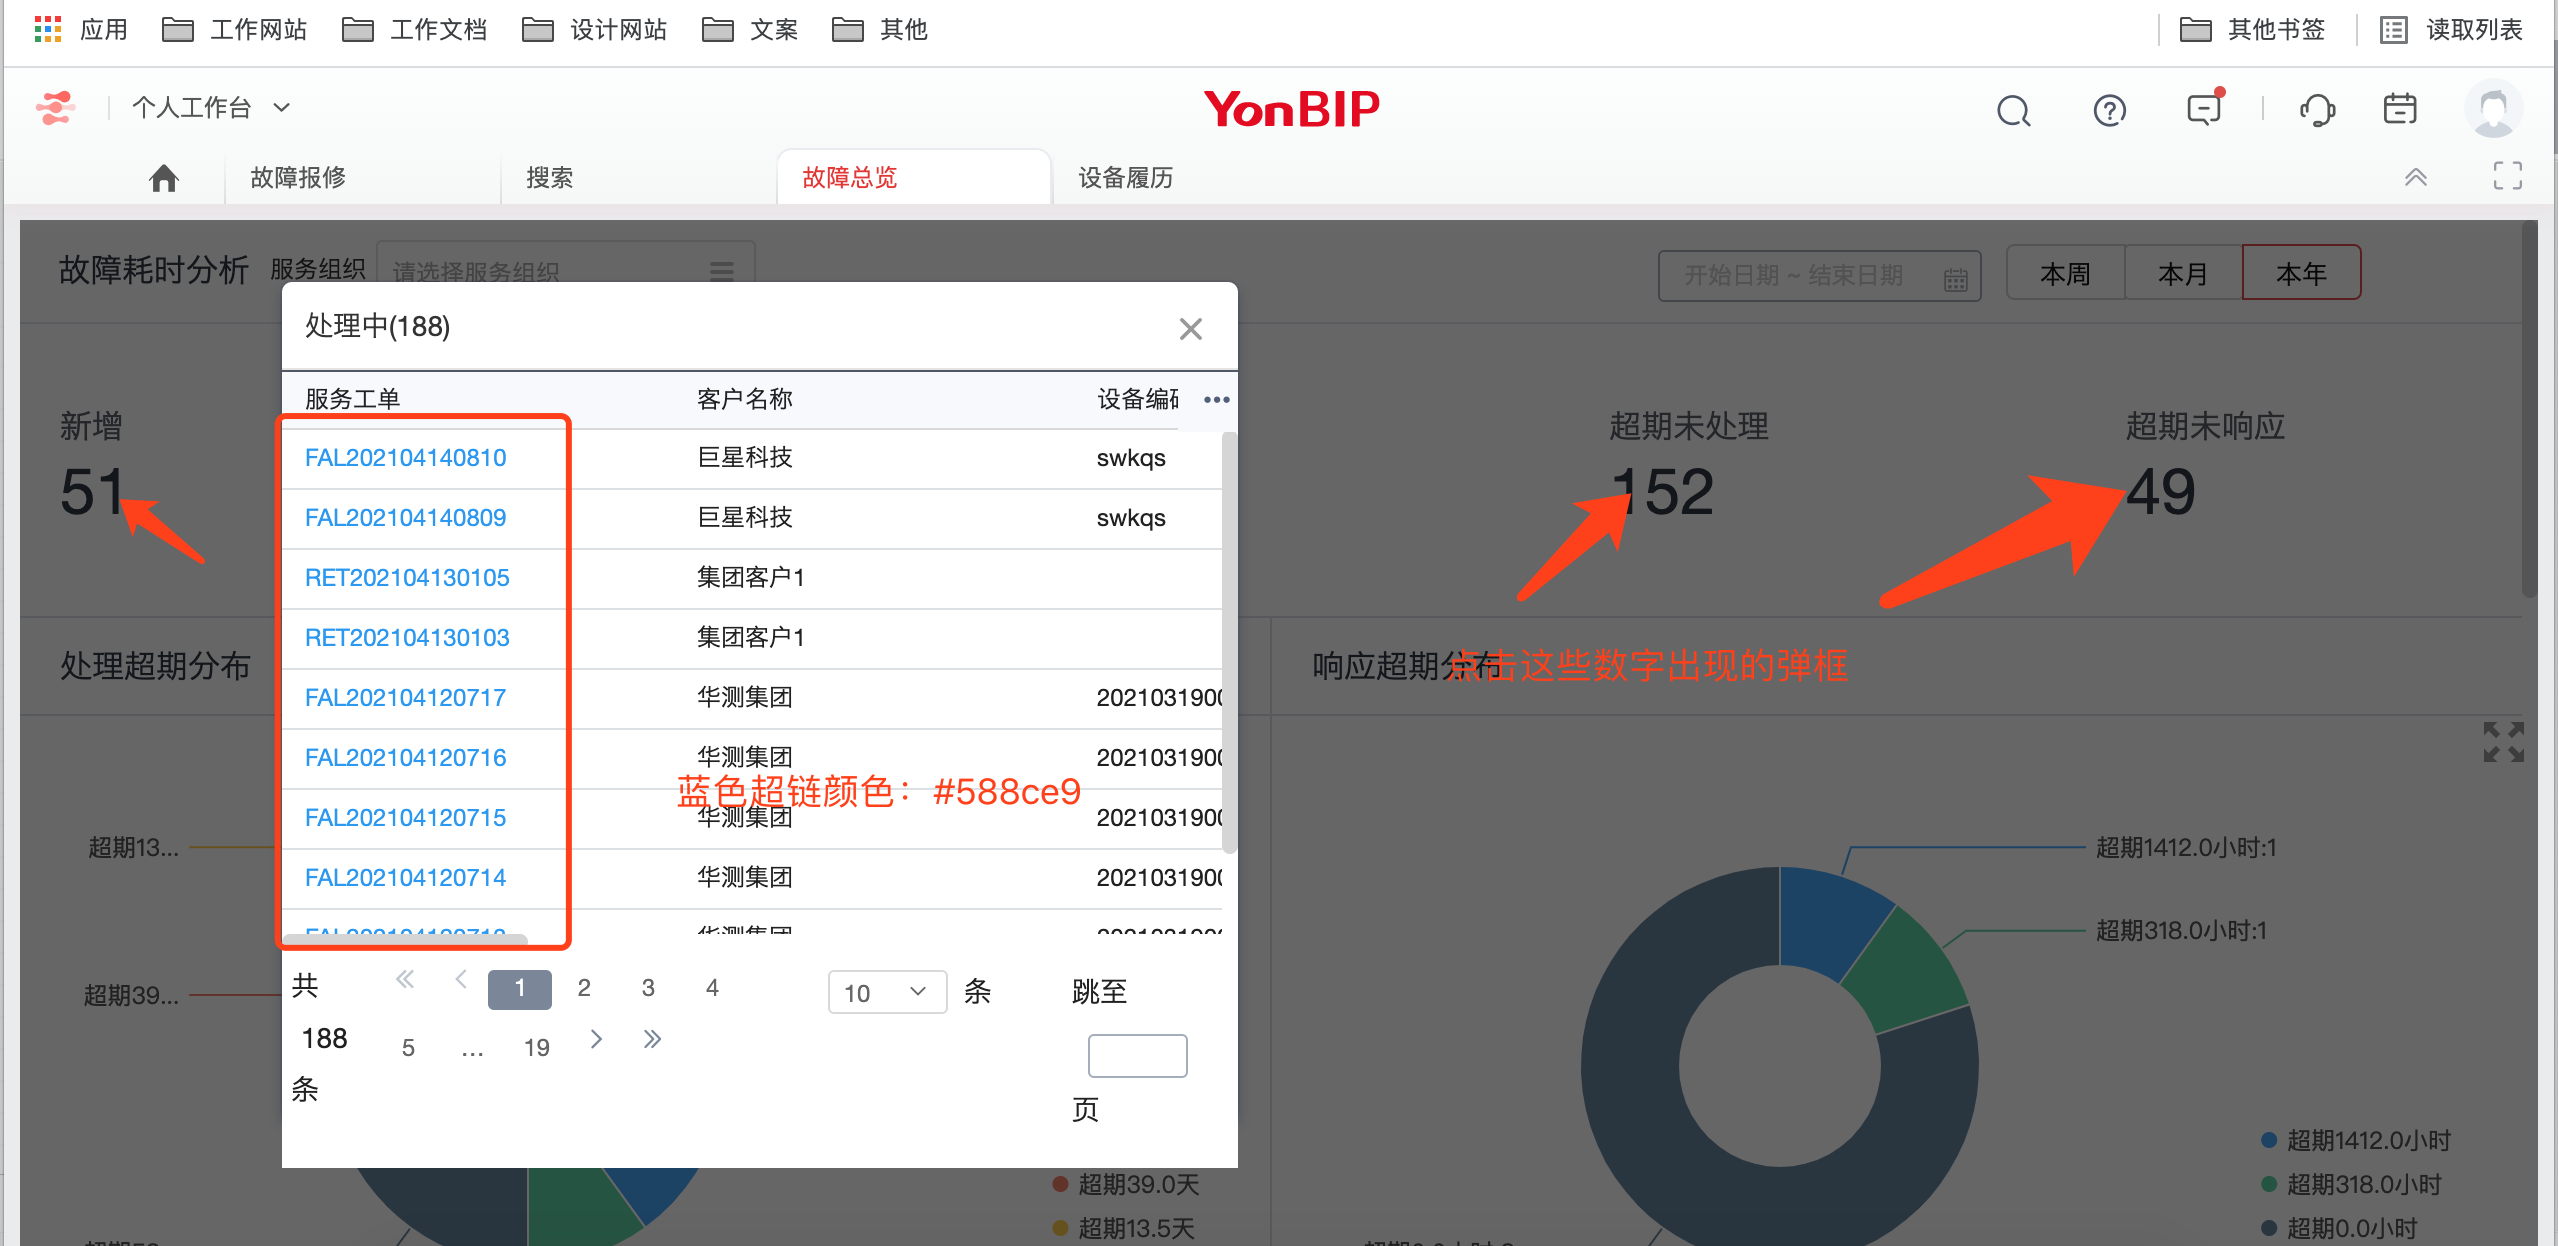 应用 工作网站 工作文档 设计网站 文案 其他 其他书签 读取列表
个人工作台 YonBIP
故障报修 搜索 故障总览 设备履历
故障耗时分析 服务组织 请选择服务组织 开始日期 ~ 结束日期 本周 本月 本年
处理中(188)
服务工单 客户名称 设备编码 •••
新增 超期未处理 超期未响应
51 152 49
FAL202104140810 巨星科技 swkqs
FAL202104140809 巨星科技 swkqs
RET202104130105 集团客户1
RET202104130103 集团客户1
处理超期分布 响应超期分布
点击这些数字出现的弹框
FAL202104120717 华测集团 202103190
FAL202104120716 华测集团 202103190
蓝色超链颜色：#588ce9
FAL202104120715 华测集团 202103190
FAL202104120714 华测集团 202103190
华测集团
超期13... 超期1412.0小时:1
超期318.0小时:1
超期39...
共 188 条
1 2 3 4
5 ... 19
10 条
跳至
页
超期39.0天
超期13.5天
超期1412.0小时
超期318.0小时
超期0.0小时